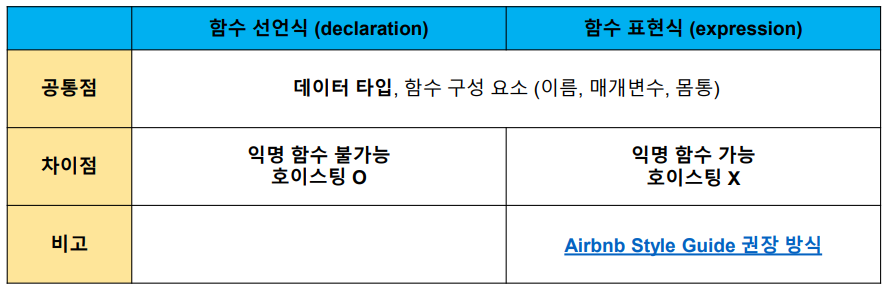 함수 선언식 (declaration)
함수 표현식 (expression)
공통점
데이터 타입, 함수 구성 요소 (이름, 매개변수, 몸통)
차이점
익명 함수 불가능
호이스팅 O
익명 함수 가능
호이스팅 X
비고
Airbnb Style Guide 권장 방식